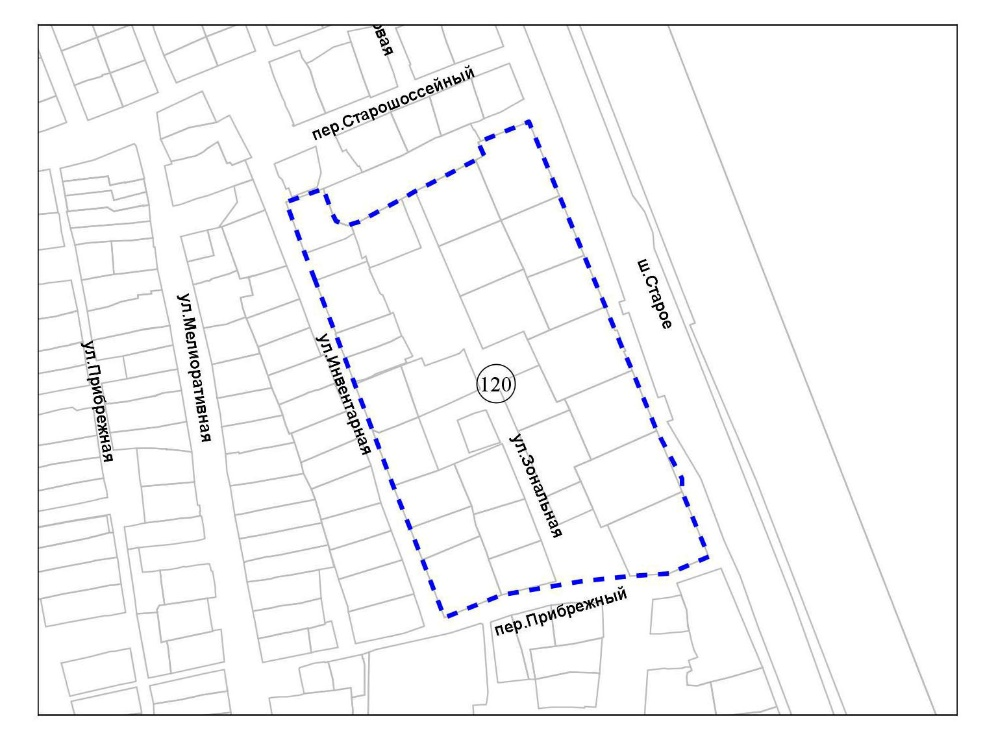 пер.Старошоссейный
ш.Старое
ул.Мелиоративная
ул.Инвентарная
ул.Прибрежная
120
ул.Зональная
пер.Прибрежный